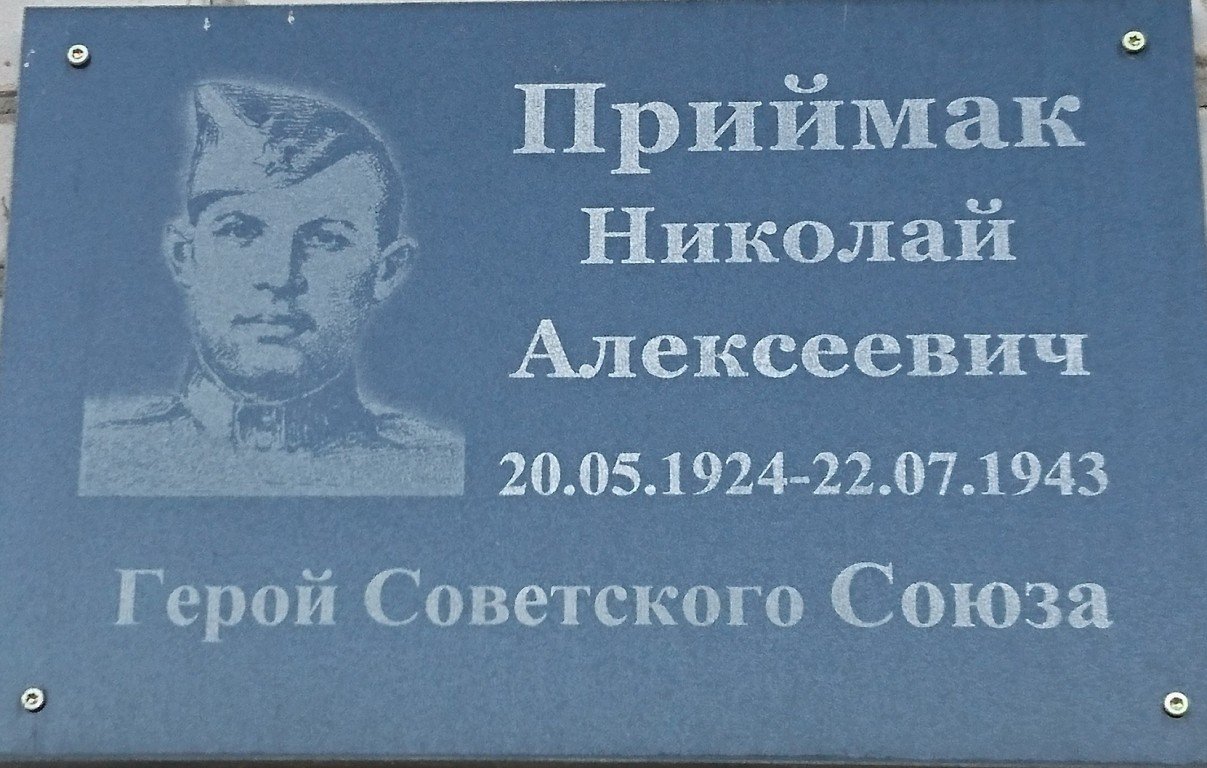 Приймак
Николай
Алексеевич
20.05.1924-22.07.1943
Герой Советского Союза